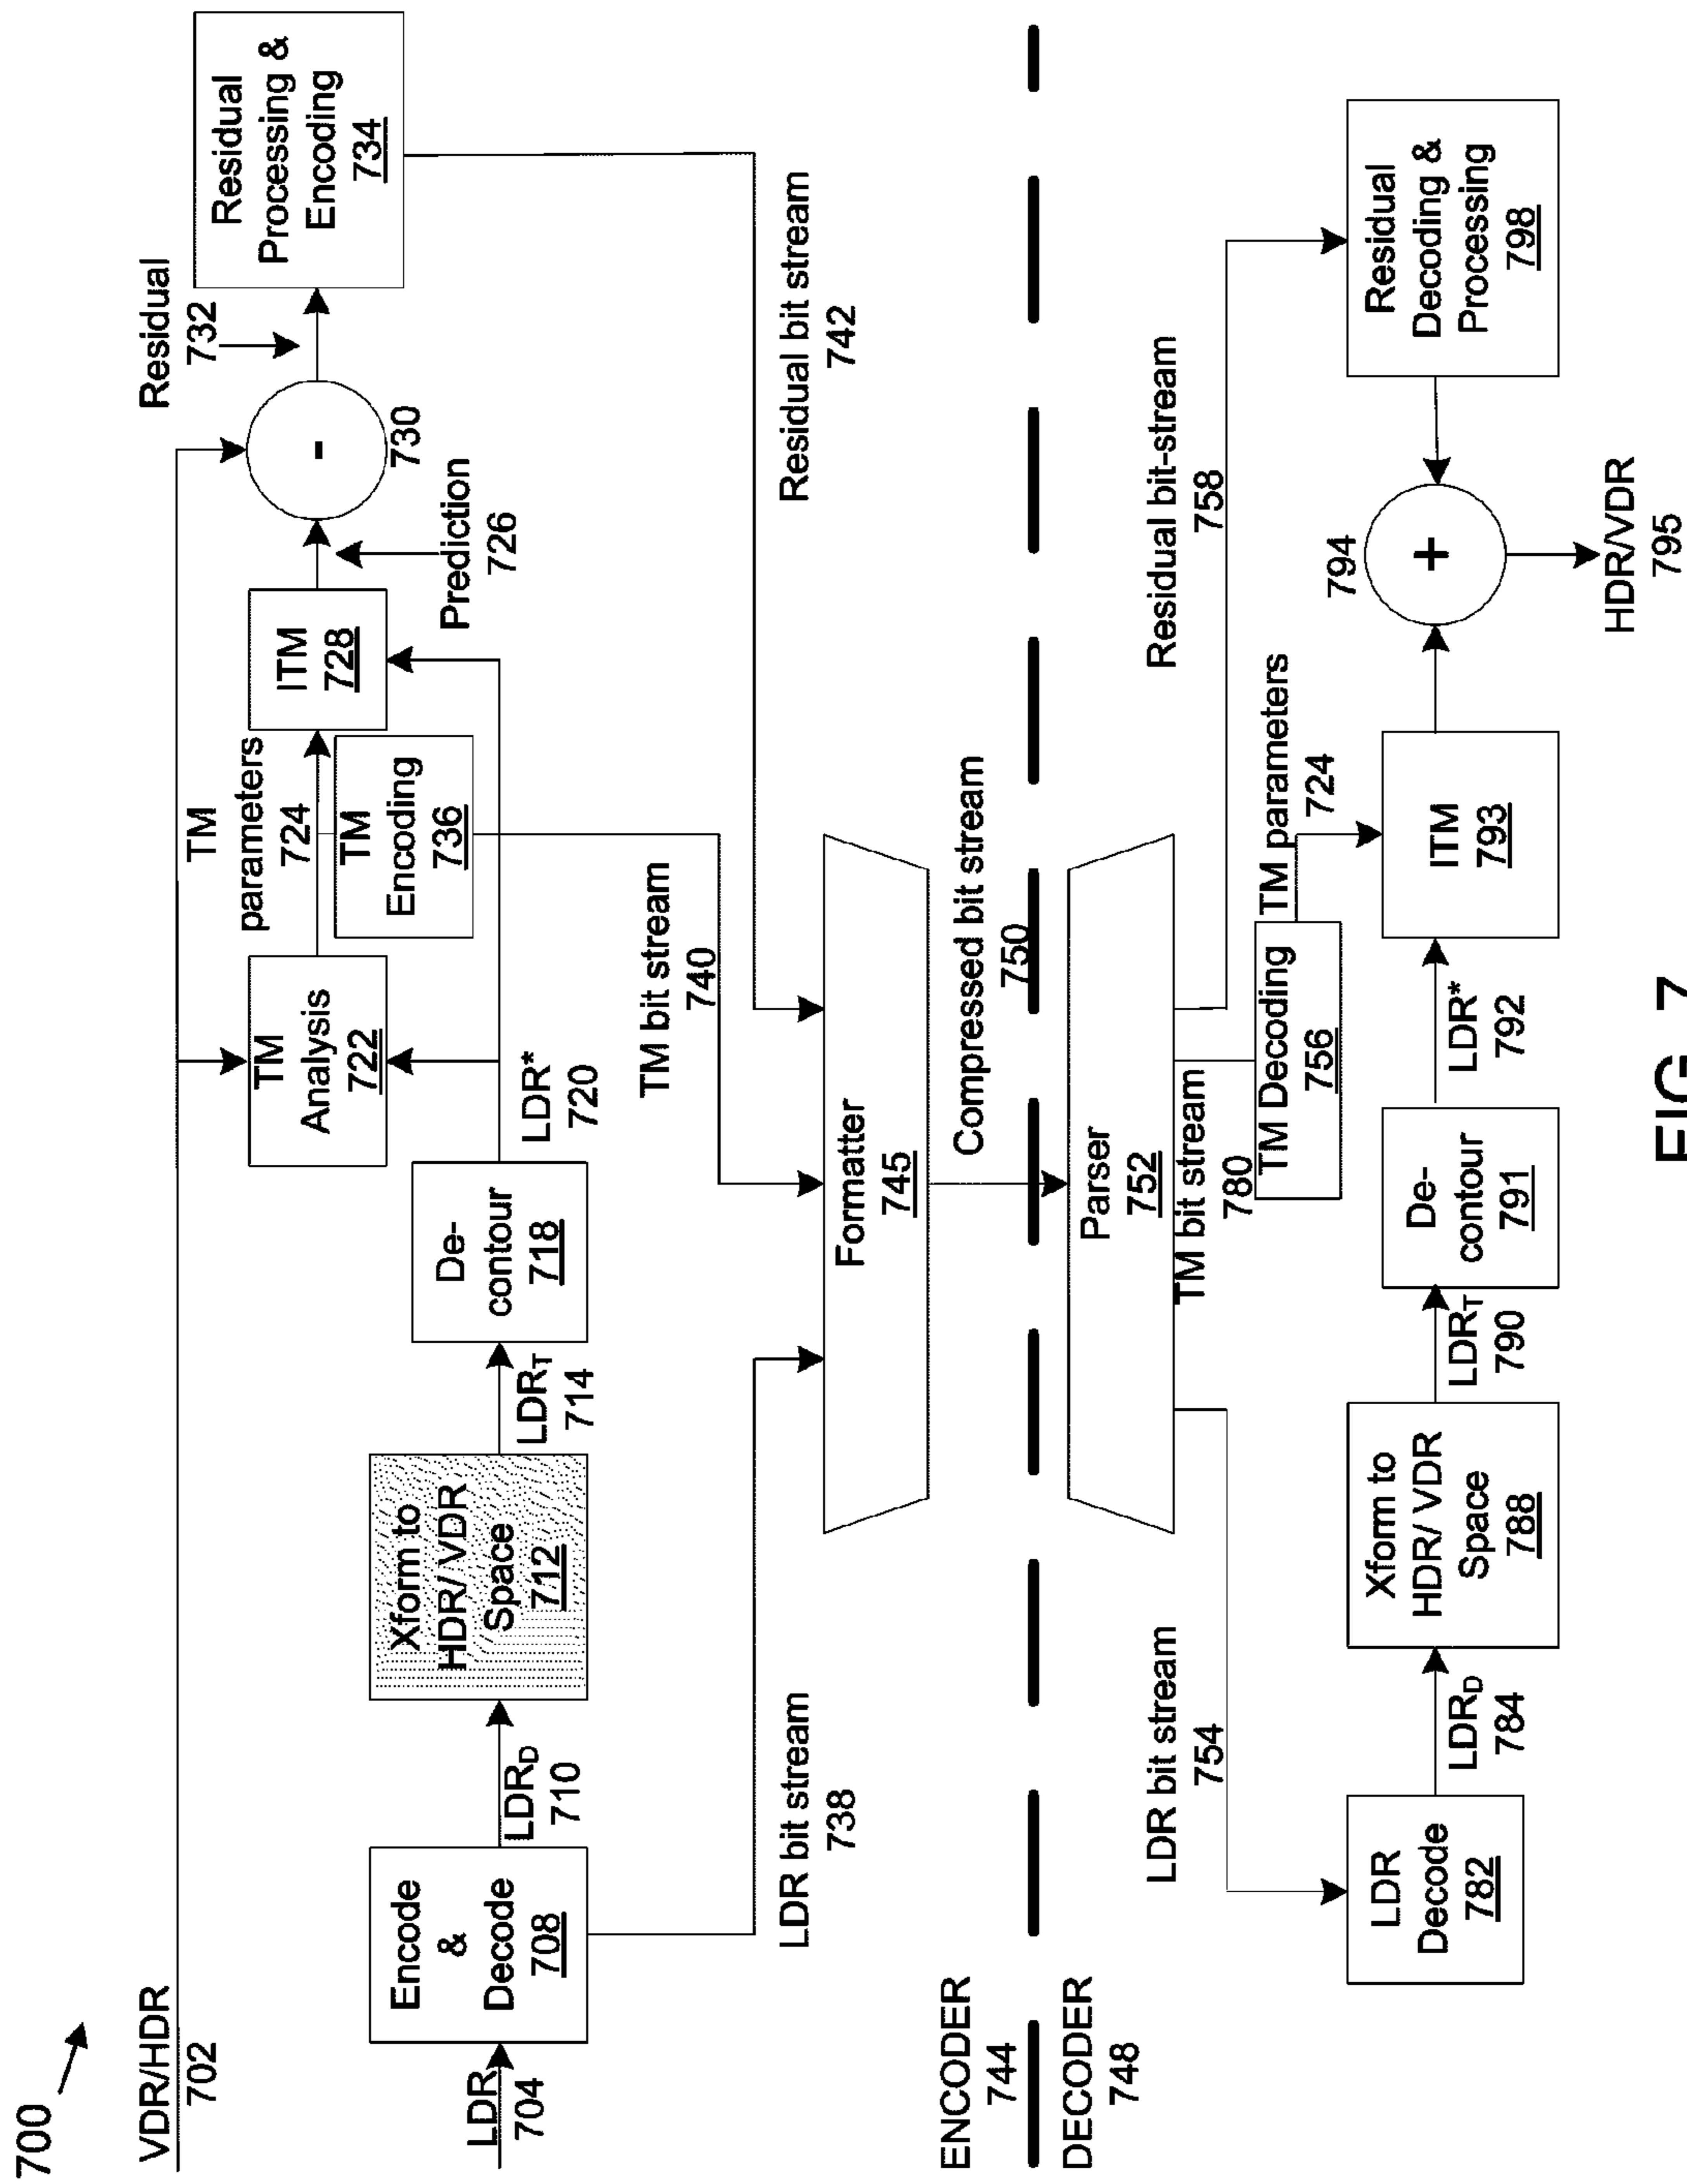 700
VDR/HDR
702
LDR
704
Encode
&
Decode
708
LDRD
710
Xform to
HDR/ VDR
Space
712
LDRT
714
De-
contour
718
LDR*
720
TM
Analysis
722
TM
parameters
724
TM
Encoding
736
ITM
728
Prediction
726
-
730
Residual
732
Residual
Processing &
Encoding
734
LDR bit stream
738
TM bit stream
740
Residual bit stream
742
Formatter
745
Compressed bit stream
750
ENCODER
744
DECODER
748
Parser
752
LDR bit stream
754
TM bit stream
780
TM Decoding
756
TM parameters
724
Residual bit-stream
758
LDR
Decode
782
LDRD
784
Xform to
HDR/ VDR
Space
788
LDRT
790
De-
contour
791
LDR*
792
ITM
793
794
+
HDR/VDR
795
Residual
Decoding &
Processing
798
FIG. 7